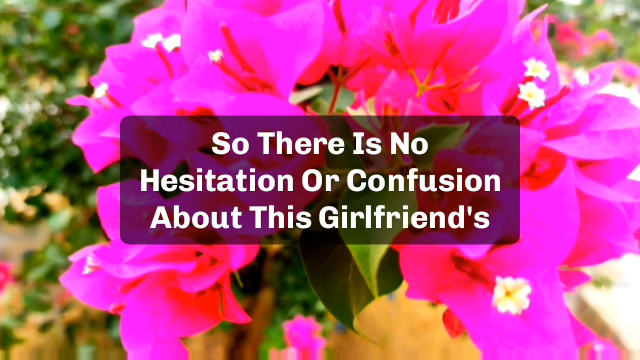 So There Is No
Hesitation Or Confusion
About This Girlfriend's